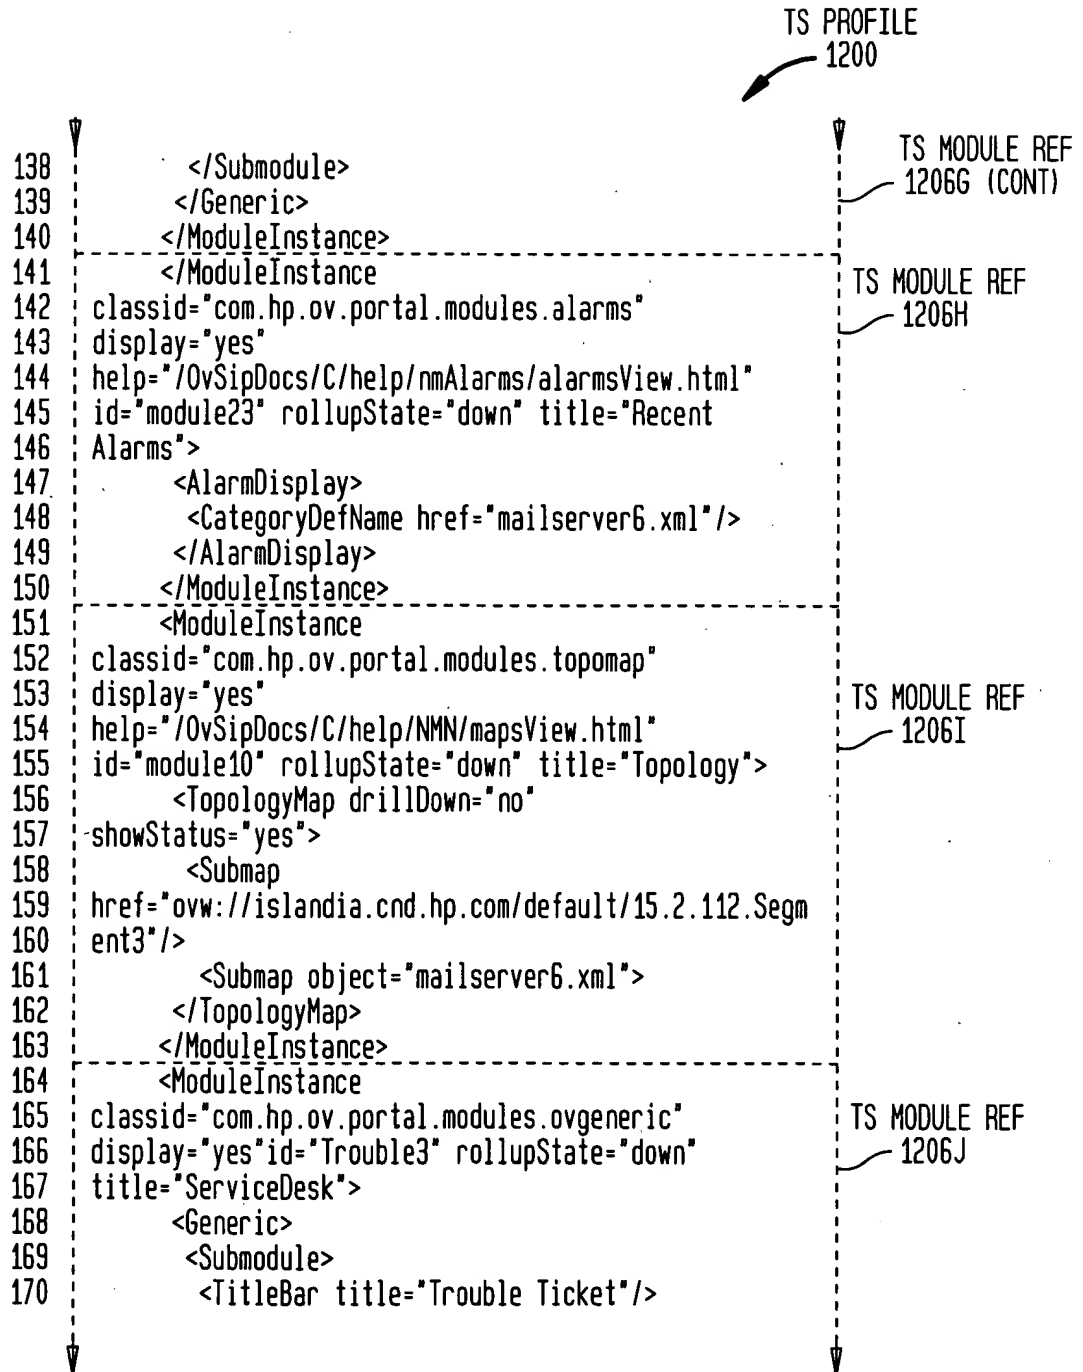 TS PROFILE
1200
TS MODULE REF
1206G (CONT)
138 </Submodule>
139 </Generic>
140 </ModuleInstance>
141 </ModuleInstance
TS MODULE REF
1206H
142 classid="com.hp.ov.portal.modules.alarms"
143 display="yes"
144 help="/OvSipDocs/C/help/nmAlarms/alarmsView.html"
145 id="module23" rollupState="down" title="Recent
146 Alarms">
147 <AlarmDisplay>
148 <CategoryDefName href="mailserver6.xml"/>
149 </AlarmDisplay>
150 </ModuleInstance>
151 <ModuleInstance
152 classid="com.hp.ov.portal.modules.topomap"
153 display="yes"
TS MODULE REF
1206I
154 help="/OvSipDocs/C/help/NMN/mapsView.html"
155 id="module10" rollupState="down" title="Topology">
156 <TopologyMap drillDown="no"
157 showStatus="yes">
158 <Submap
159 href="ovw://islandia.cnd.hp.com/default/15.2.112.Segm
160 ent3"/>
161 <Submap object="mailserver6.xml">
162 </TopologyMap>
163 </ModuleInstance>
164 <ModuleInstance
165 classid="com.hp.ov.portal.modules.ovgeneric"
TS MODULE REF
1206J
166 display="yes"id="Trouble3" rollupState="down"
167 title="ServiceDesk">
168 <Generic>
169 <Submodule>
170 <TitleBar title="Trouble Ticket"/>